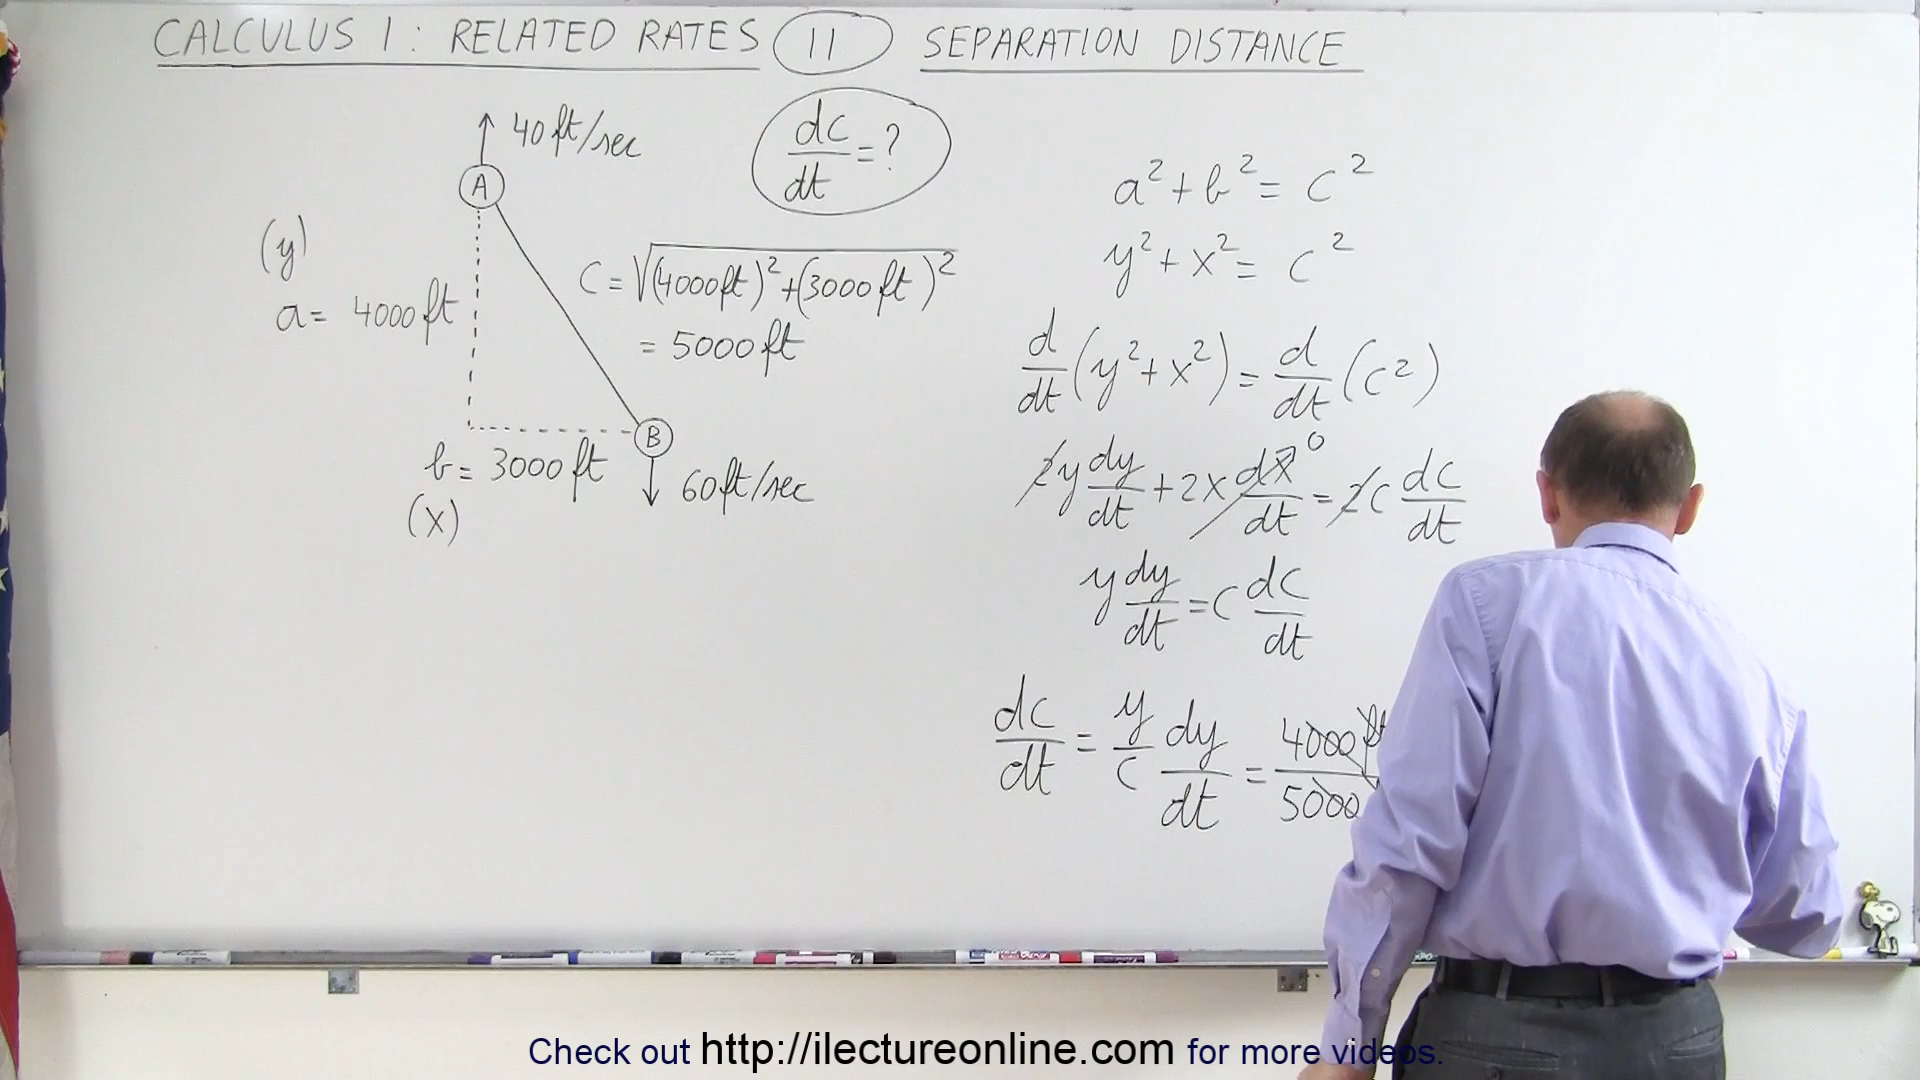 CALCULUS 1: RELATED RATES 11 SEPARATION DISTANCE
40 ft/sec
A
dc/dt = ?
(y)
a = 4000 ft
C = √((4000 ft)² + (3000 ft)²)
= 5000 ft
B
b = 3000 ft
(x)
60 ft/sec
a² + b² = c²
y² + x² = c²
d/dt (y² + x²) = d/dt (c²)
2y dy/dt + 2x dx/dt 0 = 2c dc/dt
y dy/dt = c dc/dt
dc/dt = y/c dy/dt = 4000 ft/5000
Check out http://ilectureonline.com for more videos.